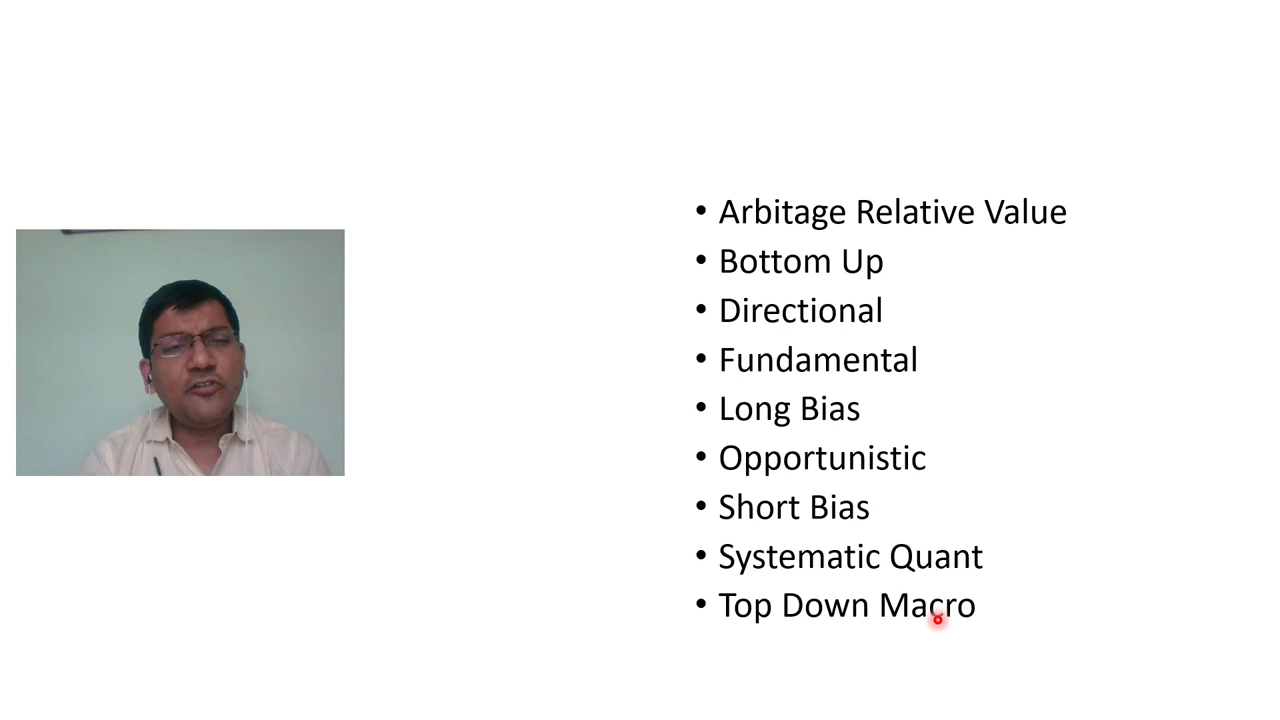 • Arbitage Relative Value
• Bottom Up
• Directional
• Fundamental
• Long Bias
• Opportunistic
• Short Bias
• Systematic Quant
• Top Down Macro